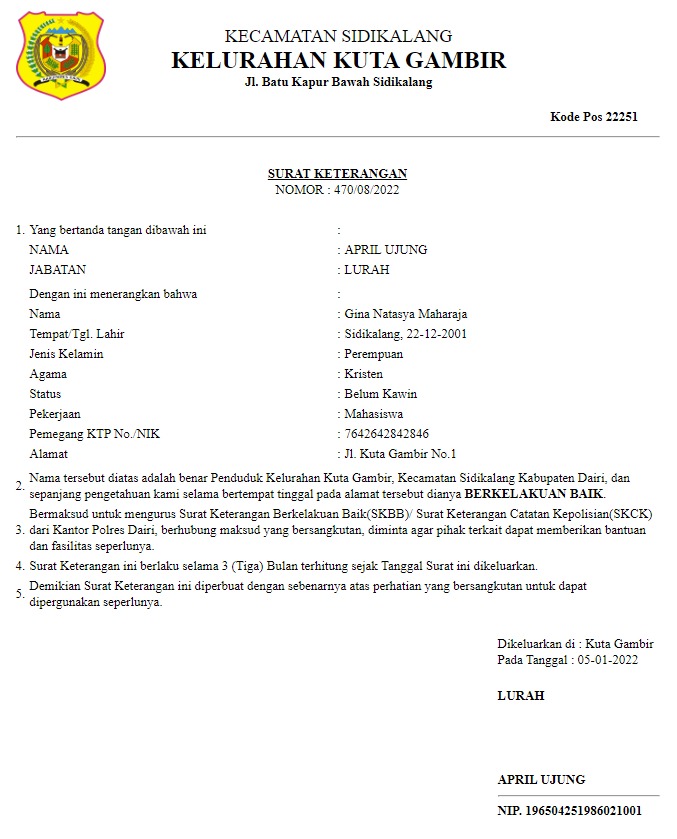 KECAMATAN SIDIKALANG
KELURAHAN KUTA GAMBIR
Jl. Batu Kapur Bawah Sidikalang
Kode Pos 22251
SURAT KETERANGAN
NOMOR : 470/08/2022
1. Yang bertanda tangan dibawah ini :
NAMA : APRIL UJUNG
JABATAN : LURAH
Dengan ini menerangkan bahwa :
Nama : Gina Natasya Maharaja
Tempat/Tgl. Lahir : Sidikalang, 22-12-2001
Jenis Kelamin : Perempuan
Agama : Kristen
Status : Belum Kawin
Pekerjaan : Mahasiswa
Pemegang KTP No./NIK : 7642642842846
Alamat : Jl. Kuta Gambir No.1
2. Nama tersebut diatas adalah benar Penduduk Kelurahan Kuta Gambir, Kecamatan Sidikalang Kabupaten Dairi, dan
sepanjang pengetahuan kami selama bertempat tinggal pada alamat tersebut dianya BERKELAKUAN BAIK.
Bermaksud untuk mengurus Surat Keterangan Berkelakuan Baik(SKBB)/ Surat Keterangan Catatan Kepolisian(SKCK)
3. dari Kantor Polres Dairi, berhubung maksud yang bersangkutan, diminta agar pihak terkait dapat memberikan bantuan
dan fasilitas seperlunya.
4. Surat Keterangan ini berlaku selama 3 (Tiga) Bulan terhitung sejak Tanggal Surat ini dikeluarkan.
5. Demikian Surat Keterangan ini diperbuat dengan sebenarnya atas perhatian yang bersangkutan untuk dapat
dipergunakan seperlunya.
Dikeluarkan di : Kuta Gambir
Pada Tanggal : 05-01-2022
LURAH
APRIL UJUNG
NIP. 196504251986021001